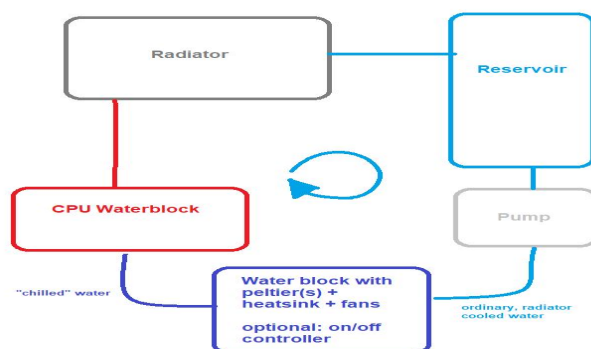 Radiator
Reservoir
CPU Waterblock
Pump
"chilled" water
Water block with
peltier(s) +
heatsink + fans
optional: on/off
controller
ordinary, radiator
cooled water